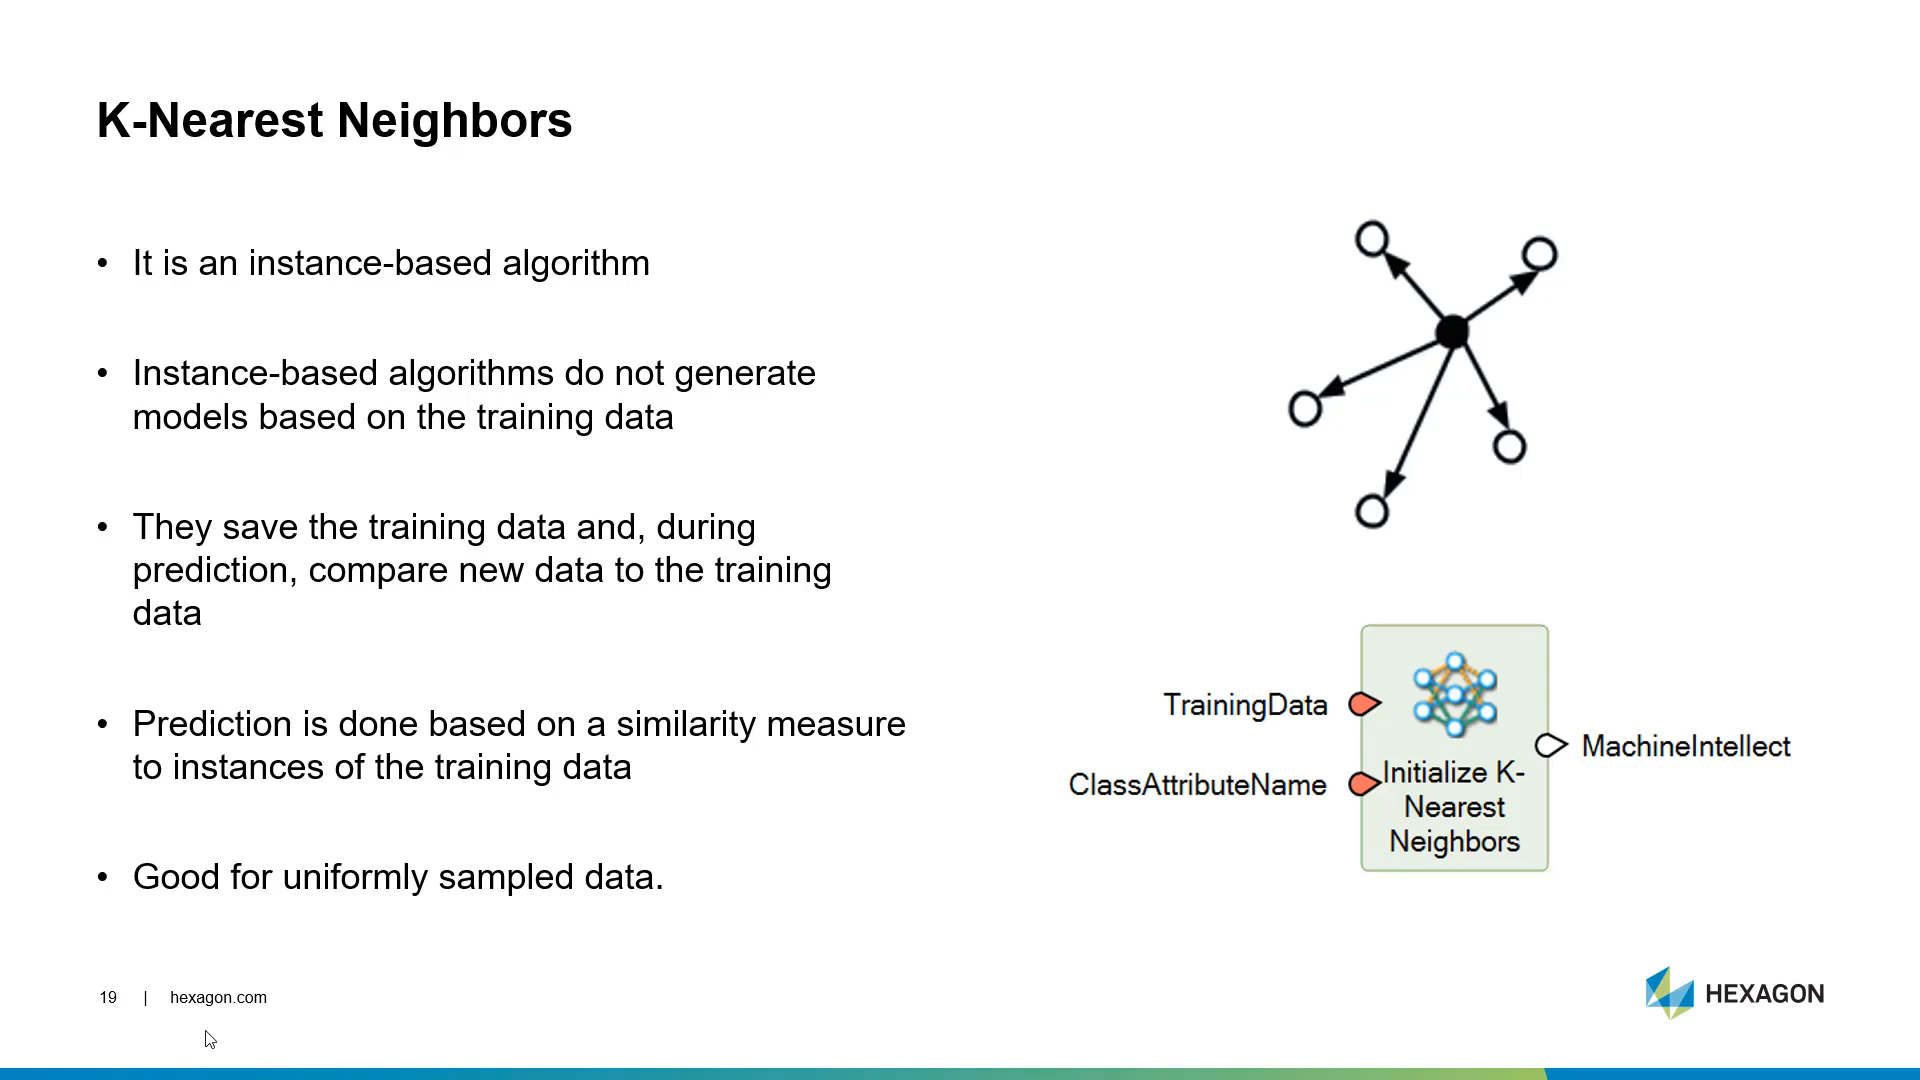 K-Nearest Neighbors
• It is an instance-based algorithm
• Instance-based algorithms do not generate
models based on the training data
• They save the training data and, during
prediction, compare new data to the training
data
• Prediction is done based on a similarity measure
to instances of the training data
• Good for uniformly sampled data.
TrainingData
ClassAttributeName
Initialize K-
Nearest
Neighbors
MachineIntellect
19 | hexagon.com
HEXAGON